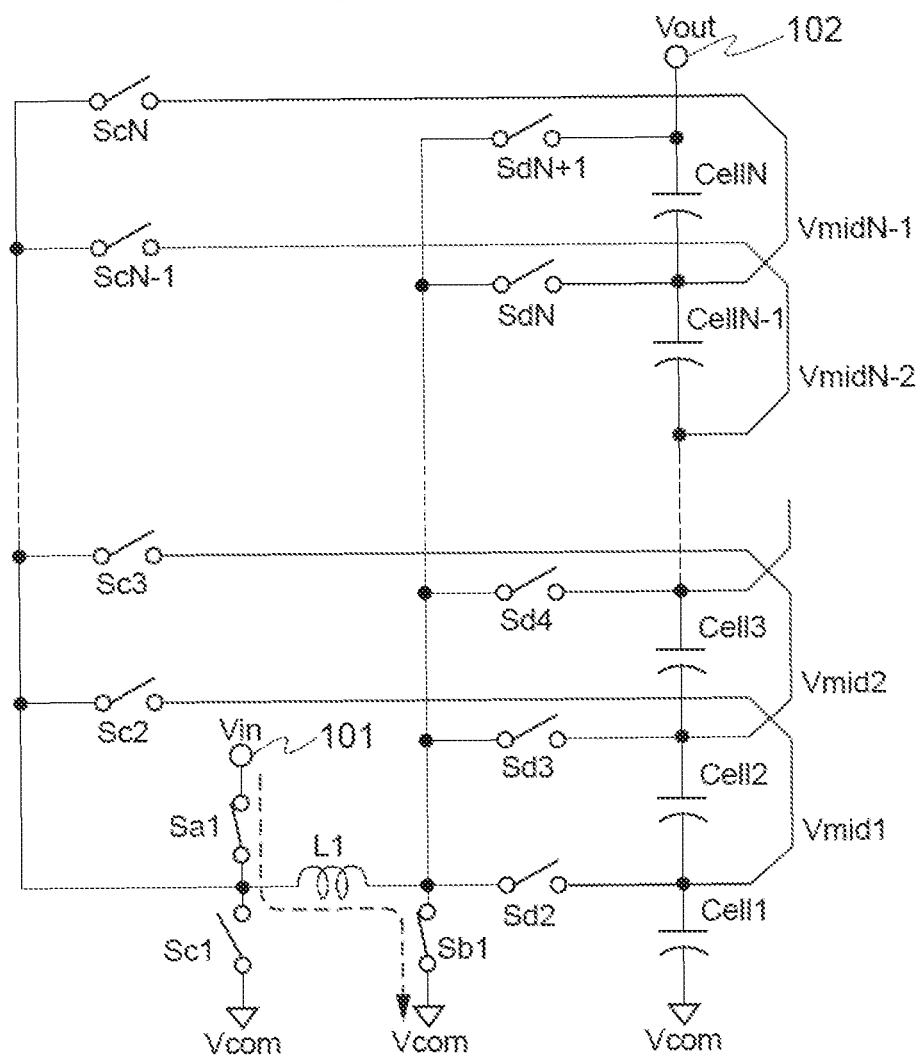 Vout
102
ScN
SdN+1
CellN
VmidN-1
ScN-1
SdN
CellN-1
VmidN-2
Sc3
Sd4
Cell3
Sc2
Vmid2
Vin
101
Sd3
Cell2
Sa1
L1
Vmid1
Sc1
Sb1
Sd2
Cell1
Vcom
Vcom
Vcom